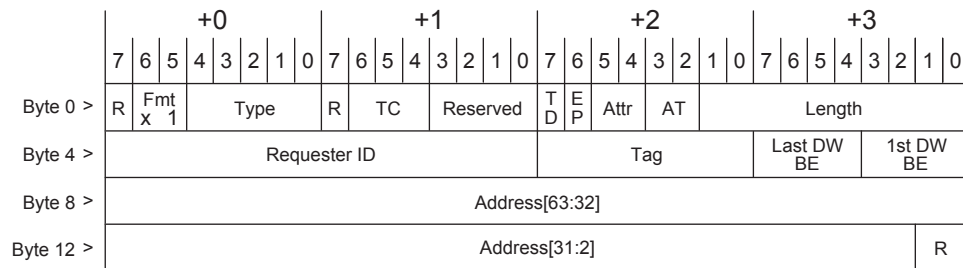 +0 +1 +2 +3
7 6 5 4 3 2 1 0 7 6 5 4 3 2 1 0 7 6 5 4 3 2 1 0 7 6 5 4 3 2 1 0
Byte 0 > R Fmt x 1 Type R TC Reserved TD EP Attr AT Length
Byte 4 > Requester ID Tag Last DW BE 1st DW BE
Byte 8 > Address[63:32]
Byte 12 > Address[31:2] R